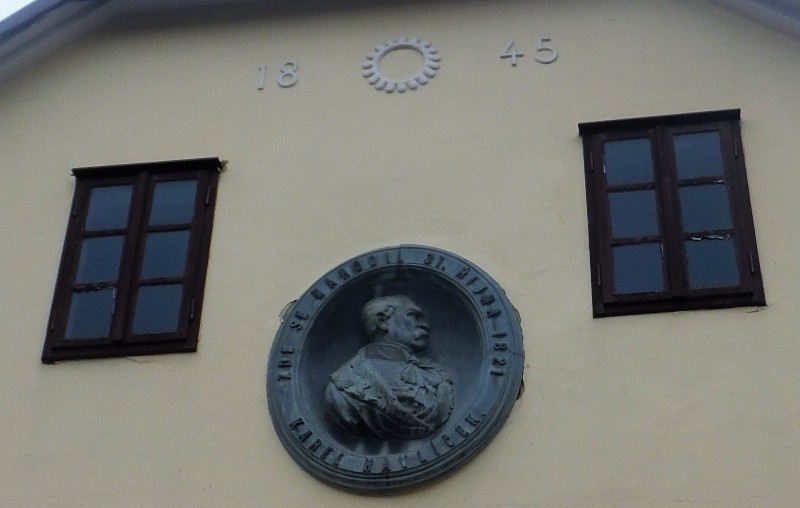 18 45
ZDE SE NARODIL 31. ŘÍJNA 1821
KAREL HAVLÍČEK.